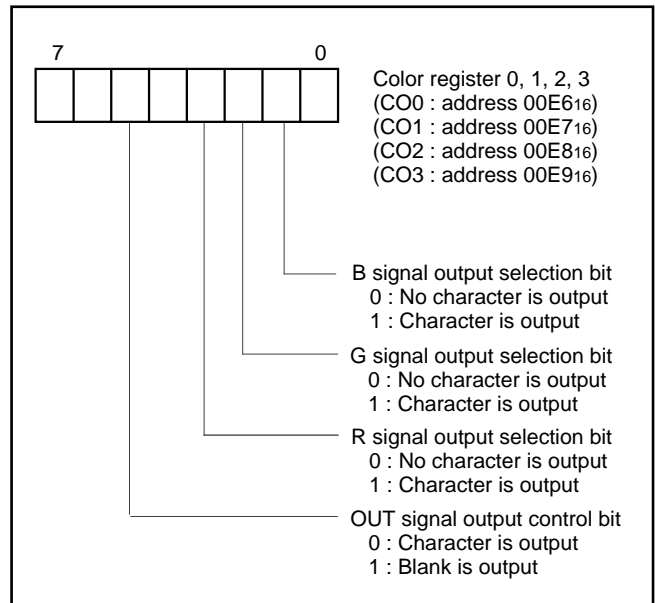 7 0
Color register 0, 1, 2, 3
(CO0 : address 00E616)
(CO1 : address 00E716)
(CO2 : address 00E816)
(CO3 : address 00E916)
B signal output selection bit
0 : No character is output
1 : Character is output
G signal output selection bit
0 : No character is output
1 : Character is output
R signal output selection bit
0 : No character is output
1 : Character is output
OUT signal output control bit
0 : Character is output
1 : Blank is output